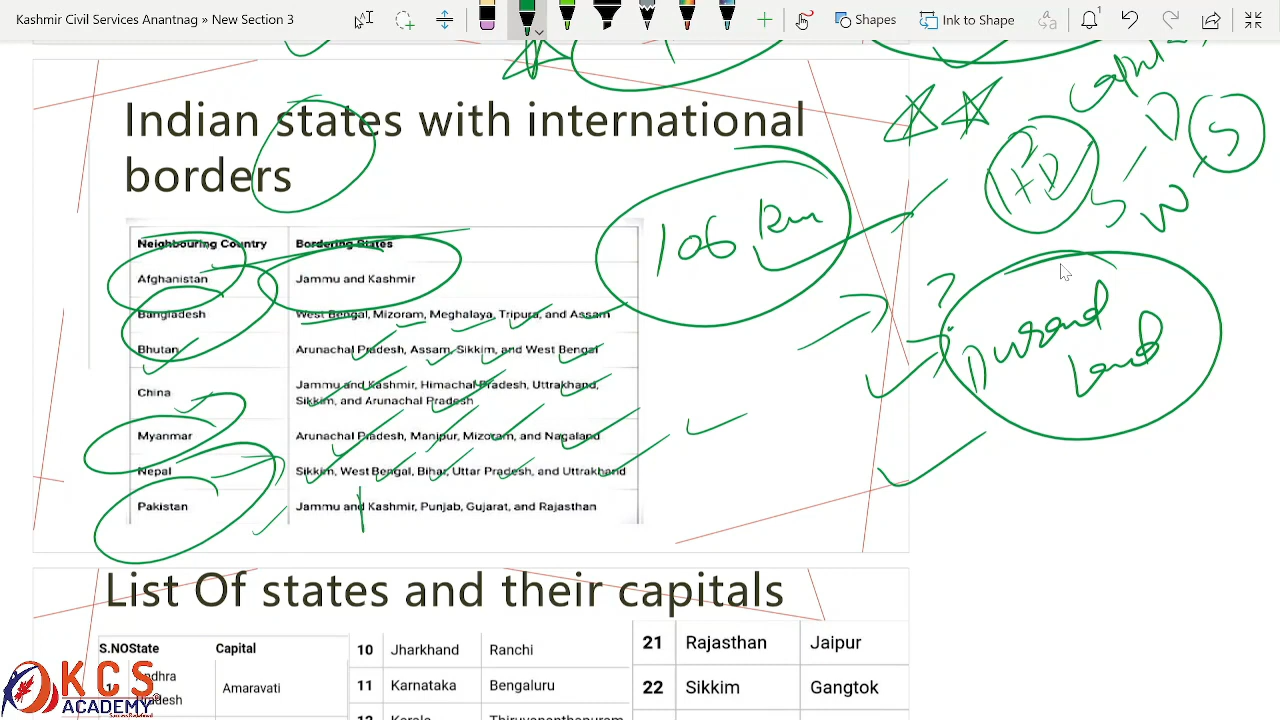 Kashmir Civil Services Anantnag » New Section 3
Shapes
Ink to Shape
Indian states with international
borders
106 km
Neighbouring Country Bordering States
Afghanistan Jammu and Kashmir
Bangladesh West Bengal, Mizoram, Meghalaya, Tripura, and Assam
Bhutan Arunachal Pradesh, Assam, Sikkim, and West Bengal
China Jammu and Kashmir, Himachal Pradesh, Uttrakhand,
Sikkim, and Arunachal Pradesh
Myanmar Arunachal Pradesh, Manipur, Mizoram, and Nagaland
Nepal Sikkim, West Bengal, Bihar, Uttar Pradesh, and Uttrakhand
Pakistan Jammu and Kashmir, Punjab, Gujarat, and Rajasthan
Durand
Land
List Of states and their capitals
S.NO State Capital
Amaravati
10 Jharkhand Ranchi
11 Karnataka Bengaluru
21 Rajasthan Jaipur
22 Sikkim Gangtok
KCS
ACADEMY